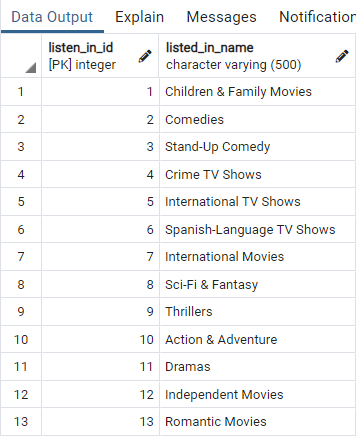 Data Output Explain Messages Notification
listen_in_id listed_in_name
[PK] integer character varying (500)
1 1 Children & Family Movies
2 2 Comedies
3 3 Stand-Up Comedy
4 4 Crime TV Shows
5 5 International TV Shows
6 6 Spanish-Language TV Shows
7 7 International Movies
8 8 Sci-Fi & Fantasy
9 9 Thrillers
10 10 Action & Adventure
11 11 Dramas
12 12 Independent Movies
13 13 Romantic Movies